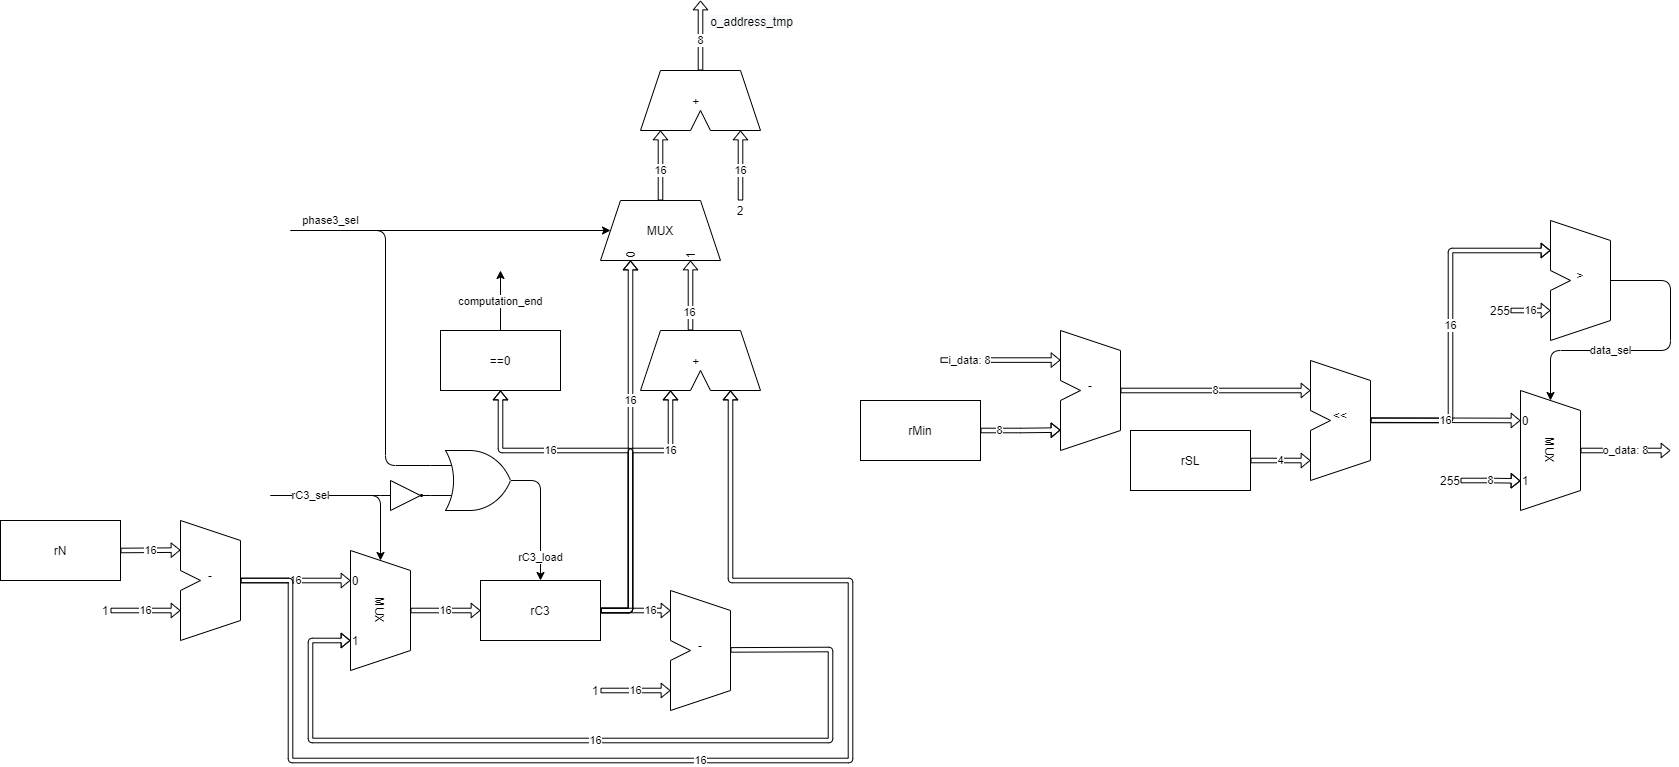 o_address_tmp
8
+
16
16
2
phase3_sel
MUX
0
1
computation_end
16
==0
+
16
16
16
rC3_sel
rC3_load
rN
16
-
1
16
16
0
MUX
1
16
rC3
16
-
1
16
16
16
i_data: 8
rMin
8
-
8
rSL
4
<<
16
16
>
255
16
data_sel
0
MUX
255
8
1
o_data: 8